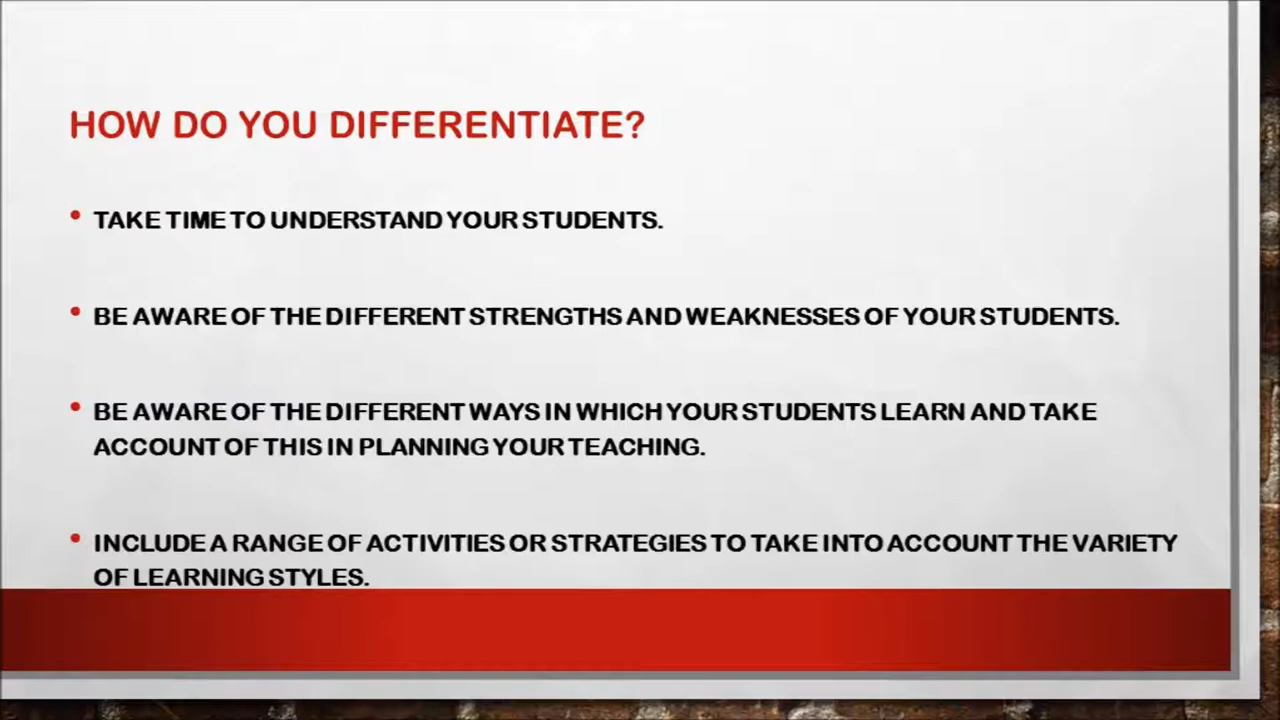 HOW DO YOU DIFFERENTIATE?
• TAKE TIME TO UNDERSTAND YOUR STUDENTS.
• BE AWARE OF THE DIFFERENT STRENGTHS AND WEAKNESSES OF YOUR STUDENTS.
• BE AWARE OF THE DIFFERENT WAYS IN WHICH YOUR STUDENTS LEARN AND TAKE
ACCOUNT OF THIS IN PLANNING YOUR TEACHING.
• INCLUDE A RANGE OF ACTIVITIES OR STRATEGIES TO TAKE INTO ACCOUNT THE VARIETY
OF LEARNING STYLES.